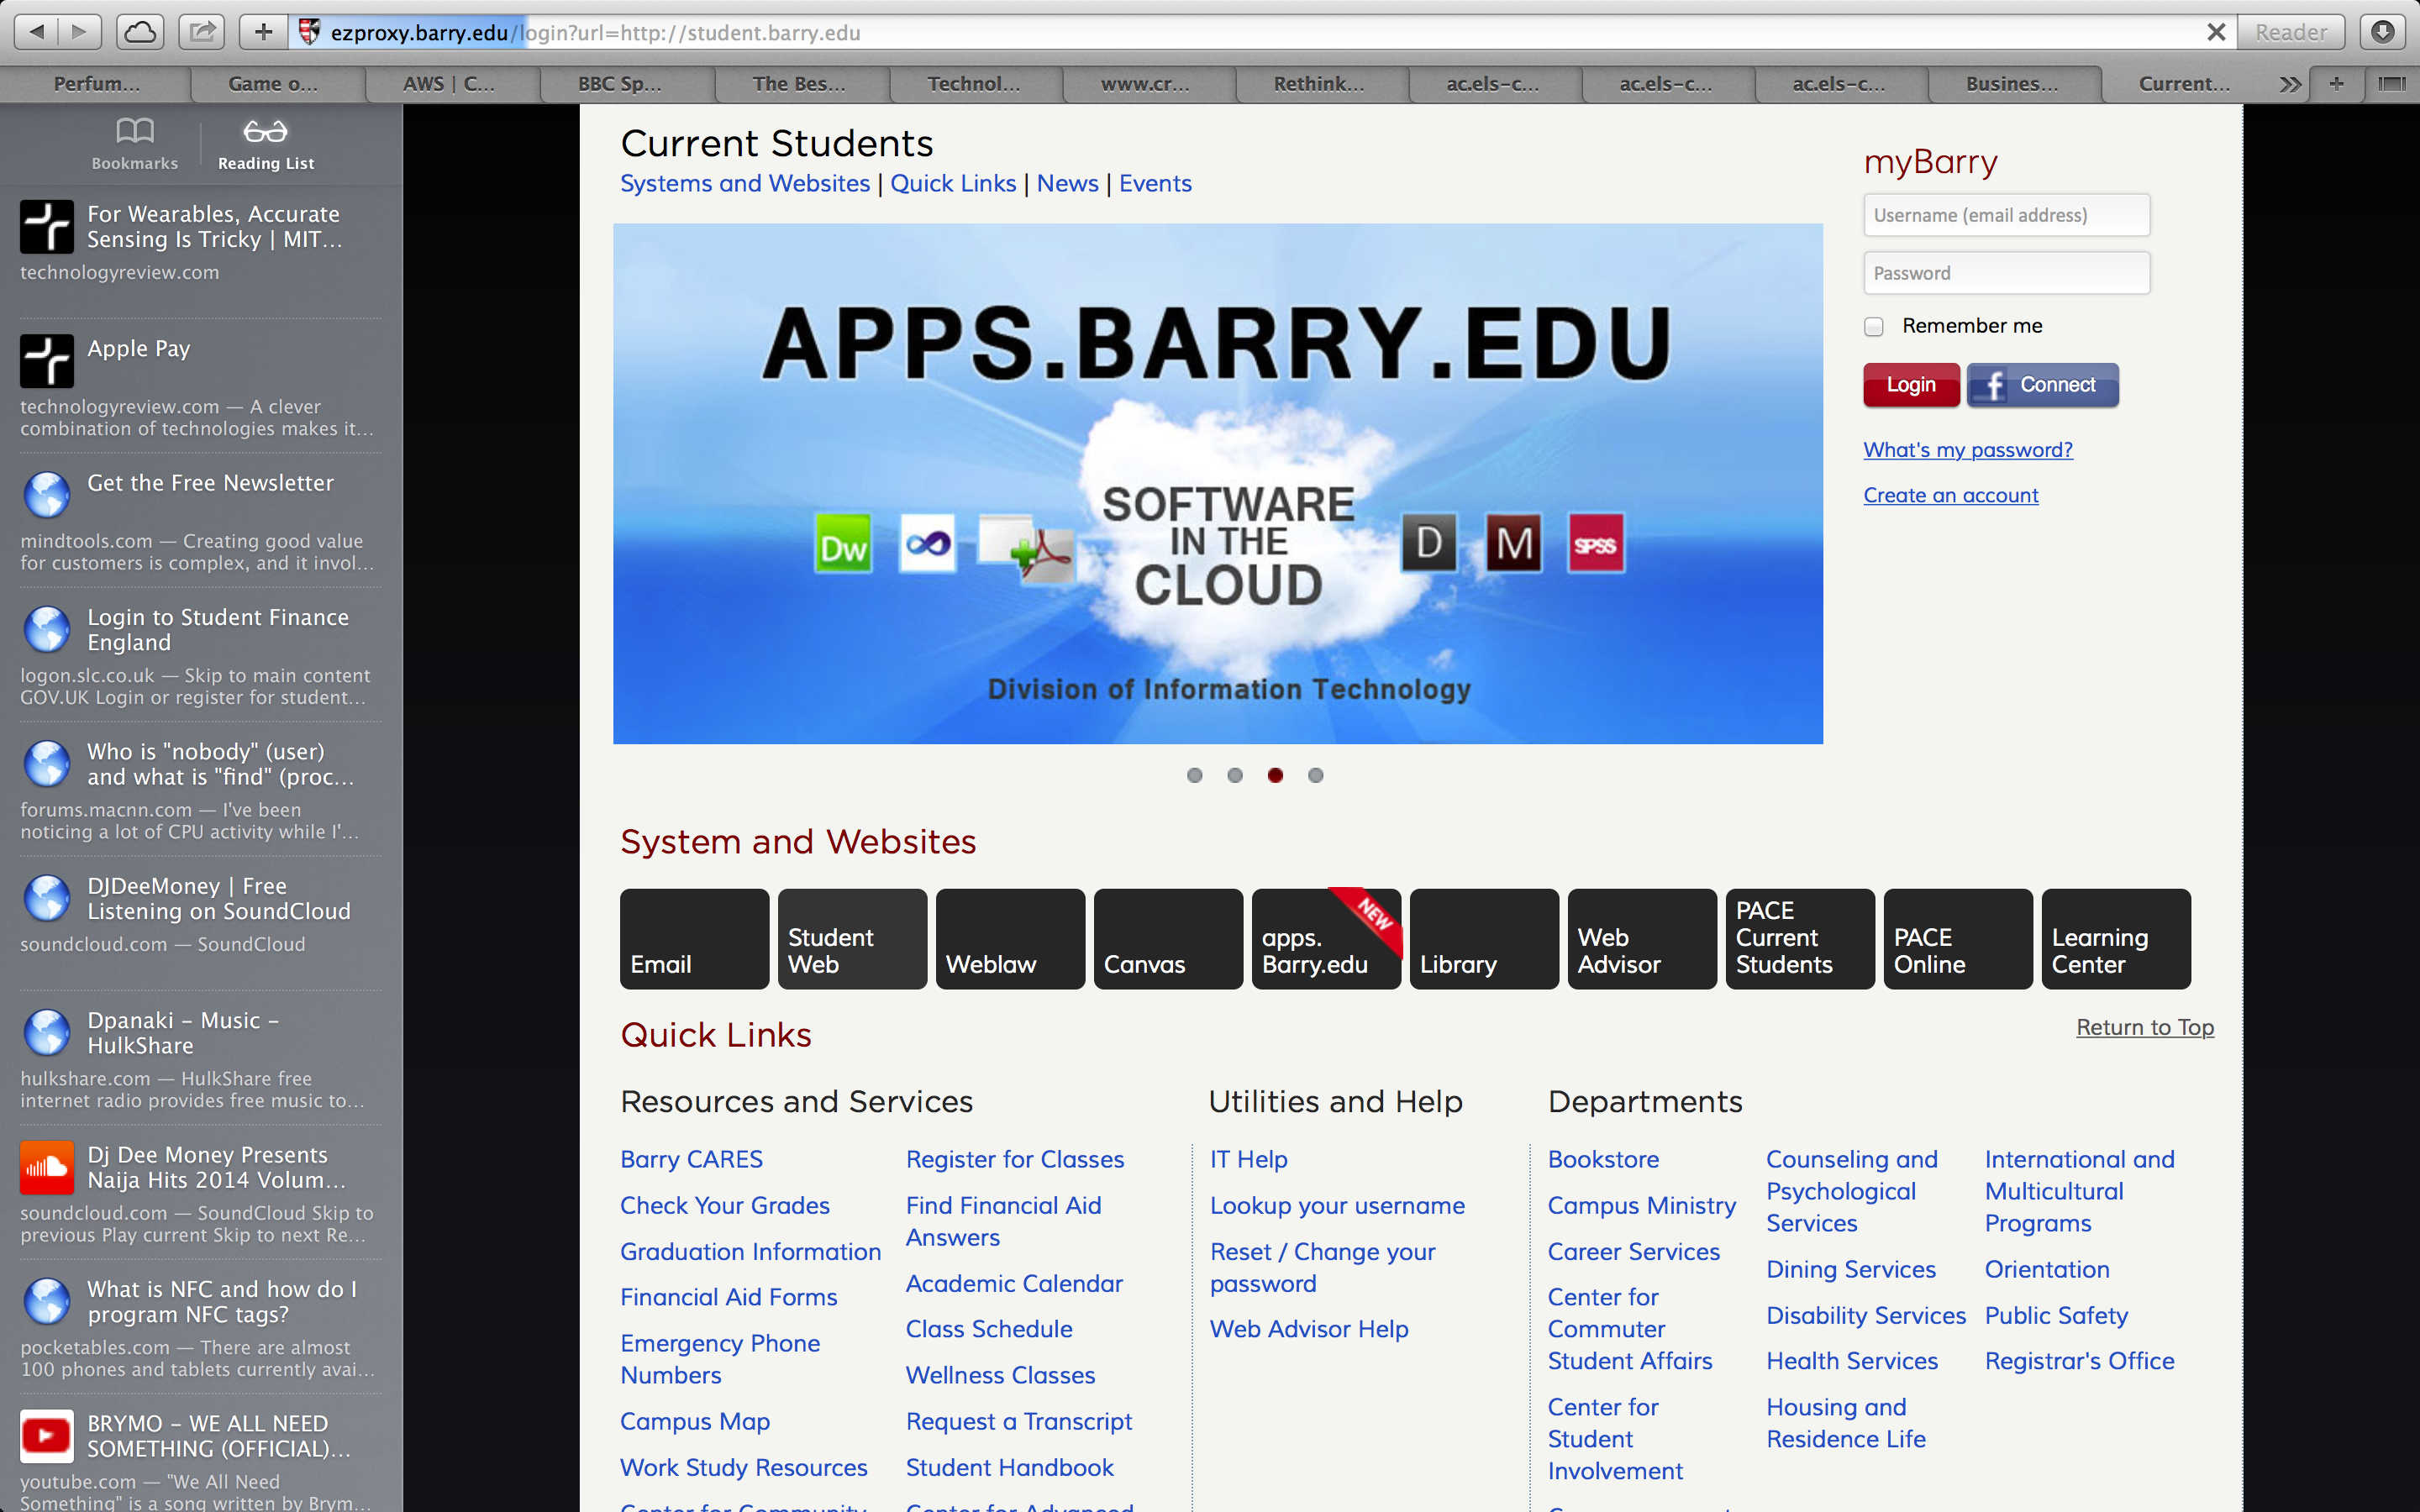 ezproxy.barry.edu/login?url=http://student.barry.edu
Reader
Perfum...
Game o...
AWS | C...
BBC Sp...
The Bes...
Technol...
www.cr...
Rethink...
ac.els-c...
ac.els-c...
ac.els-c...
Busines...
Current...
Bookmarks
Reading List
For Wearables, Accurate
Sensing Is Tricky | MIT...
technologyreview.com
Apple Pay
technologyreview.com — A clever
combination of technologies makes it...
Get the Free Newsletter
mindtools.com — Creating good value
for customers is complex, and it invol...
Login to Student Finance
England
logon.slc.co.uk — Skip to main content
GOV.UK Login or register for student...
Who is "nobody" (user)
and what is "find" (proc...
forums.macnn.com — I've been
noticing a lot of CPU activity while I'...
DJDeeMoney | Free
Listening on SoundCloud
soundcloud.com — SoundCloud
Dpanaki – Music –
HulkShare
hulkshare.com — HulkShare free
internet radio provides free music to...
Dj Dee Money Presents
Naija Hits 2014 Volum...
soundcloud.com — SoundCloud Skip to
previous Play current Skip to next Re...
What is NFC and how do I
program NFC tags?
pocketables.com — There are almost
100 phones and tablets currently avai...
BRYMO – WE ALL NEED
SOMETHING (OFFICIAL)...
youtube.com — "We All Need
Something" is a song written by Brym...
Current Students
Systems and Websites | Quick Links | News | Events
APPS.BARRY.EDU
SOFTWARE
IN THE
CLOUD
Dw
D
M
SPSS
Division of Information Technology
myBarry
Username (email address)
Password
Remember me
Login
f Connect
What's my password?
Create an account
System and Websites
Email
Student
Web
Weblaw
Canvas
apps.
Barry.edu
NEW
Library
Web
Advisor
PACE
Current
Students
PACE
Online
Learning
Center
Quick Links
Return to Top
Resources and Services
Barry CARES
Check Your Grades
Graduation Information
Financial Aid Forms
Emergency Phone
Numbers
Campus Map
Work Study Resources
Center for Community
Register for Classes
Find Financial Aid
Answers
Academic Calendar
Class Schedule
Wellness Classes
Request a Transcript
Student Handbook
Center for Advanced
Utilities and Help
IT Help
Lookup your username
Reset / Change your
password
Web Advisor Help
Departments
Bookstore
Campus Ministry
Career Services
Center for
Commuter
Student Affairs
Center for
Student
Involvement
Counseling and
Psychological
Services
Dining Services
Disability Services
Health Services
Housing and
Residence Life
International and
Multicultural
Programs
Orientation
Public Safety
Registrar's Office